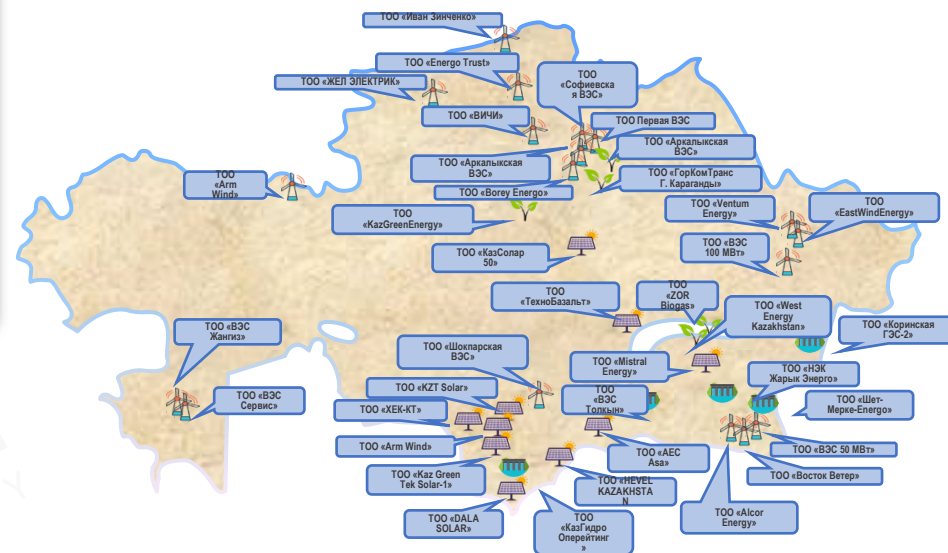 ТОО «Иван Зинченко»
ТОО «Energo Trust»
ТОО «ЖЕЛ ЭЛЕКТРИК»
ТОО
«Софиевска
я ВЭС»
ТОО «ВИЧИ»
ТОО Первая ВЭС
ТОО «Аркалыкская
ВЭС»
ТОО «Аркалыкская
ВЭС»
ТОО «ГорКомТранс
Г. Караганды»
ТОО
«Arm
Wind»
ТОО «Borey Energo»
ТОО «Ventum
Energy»
ТОО
«EastWindEnergy»
ТОО
«KazGreenEnergy»
ТОО «КазСолар
50»
ТОО «ВЭС
100 МВт»
ТОО
«ТехноБазальт»
ТОО
«ZOR
Biogas»
ТОО «West
Energy
Kazakhstan»
ТОО «Коринская
ГЭС-2»
ТОО «ВЭС
Жангиз»
ТОО «Шокпарская
ВЭС»
ТОО «Mistral
Energy»
ТОО «НЭК
Жарык Энерго»
ТОО «KZT Solar»
ТОО «ВЭС
Сервис»
ТОО
«ВЭС
Толкын»
ТОО «Шет-
Мерке-Energo»
ТОО «ХЕК-КТ»
ТОО «Arm Wind»
ТОО «АЕС
Asa»
ТОО «ВЭС 50 МВт»
ТОО «Kaz Green
Tek Solar-1»
ТОО «Восток Ветер»
ТОО «HEVEL
KAZAKHSTA
N
ТОО «DALA
SOLAR»
ТОО
«КазГидро
Оперейтинг
»
ТОО «Alcor
Energy»